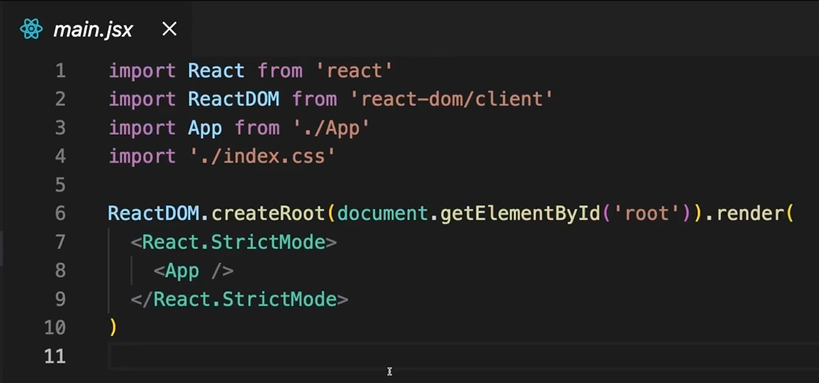 main.jsx
1 import React from 'react'
2 import ReactDOM from 'react-dom/client'
3 import App from './App'
4 import './index.css'
5
6 ReactDOM.createRoot(document.getElementById('root')).render(
7   <React.StrictMode>
8     <App />
9   </React.StrictMode>
10 )
11